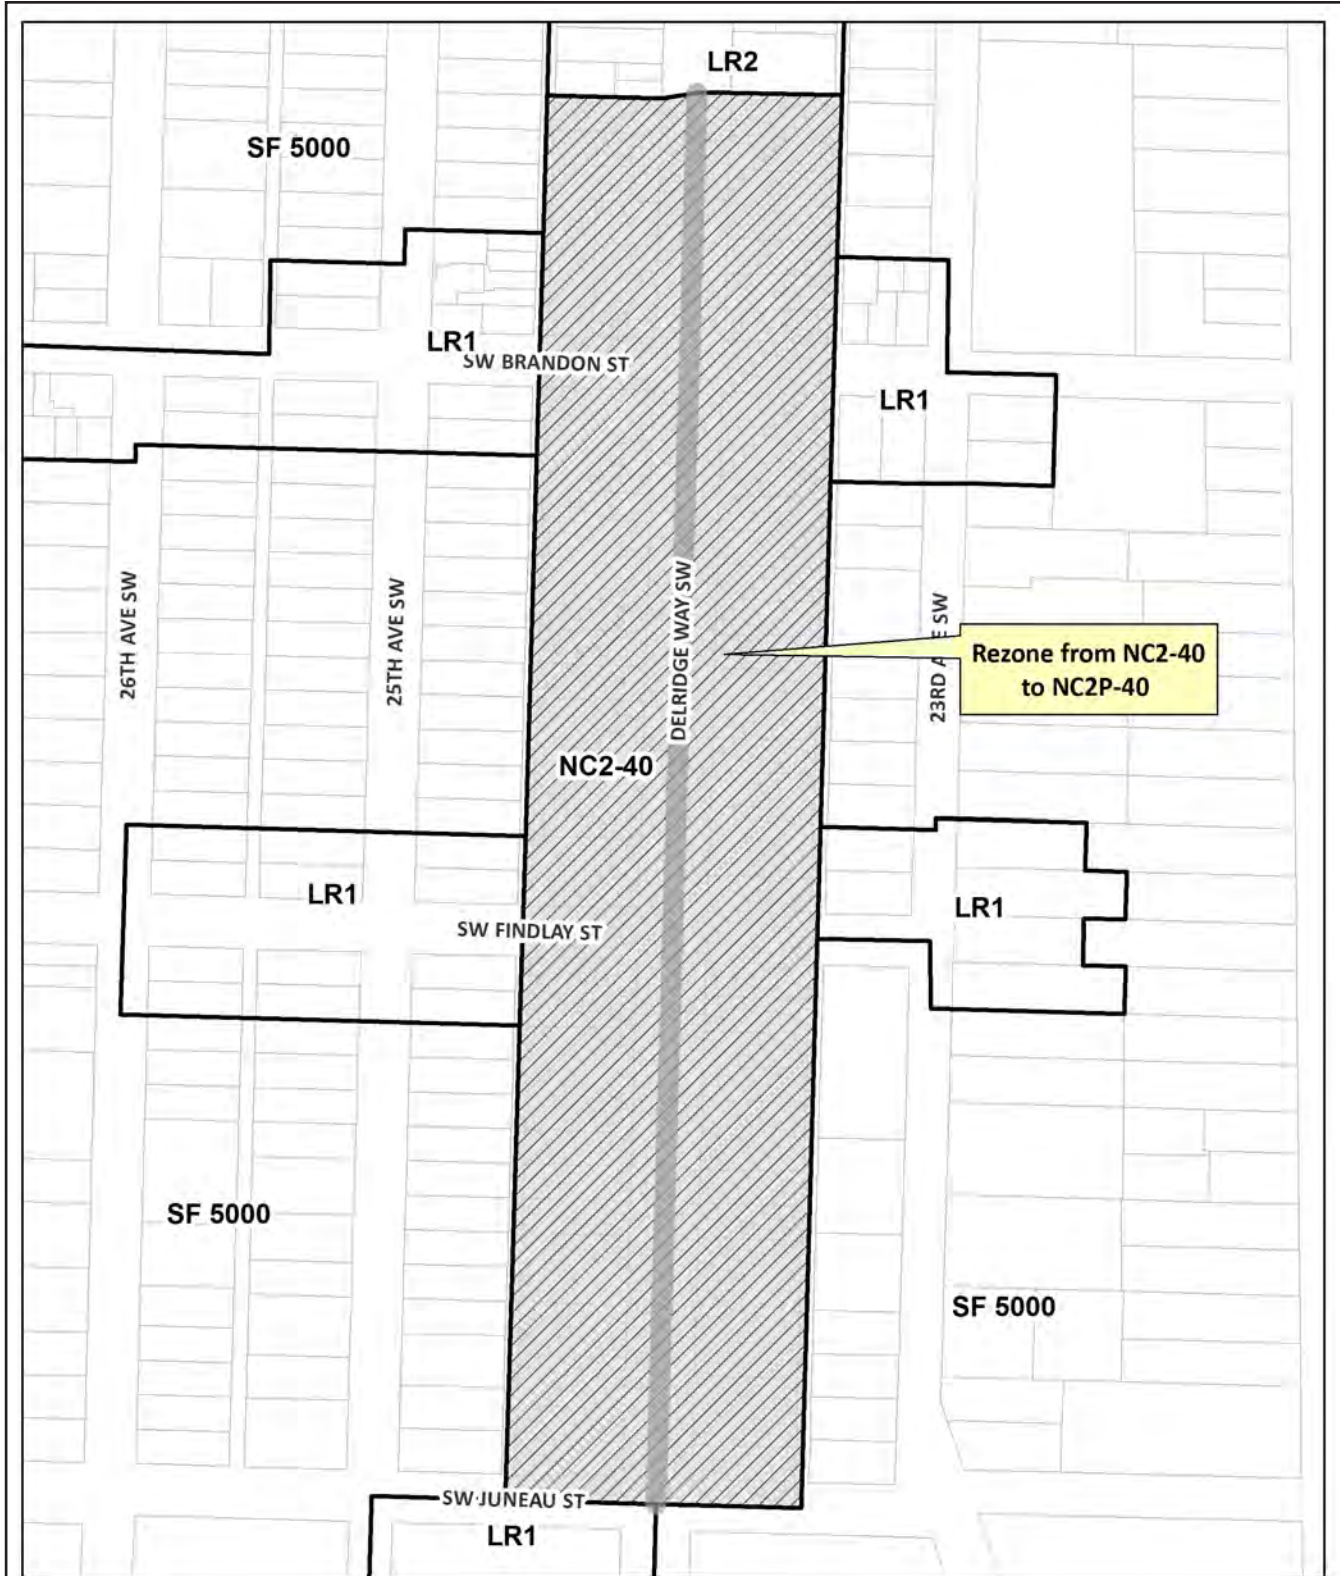 LR2
SF 5000
LR1
SW BRANDON ST
LR1
26TH AVE SW
25TH AVE SW
DELRIDGE WAY SW
23RD AVE SW
Rezone from NC2-40
to NC2P-40
NC2-40
LR1
LR1
SW FINDLAY ST
SF 5000
SF 5000
SW JUNEAU ST
LR1